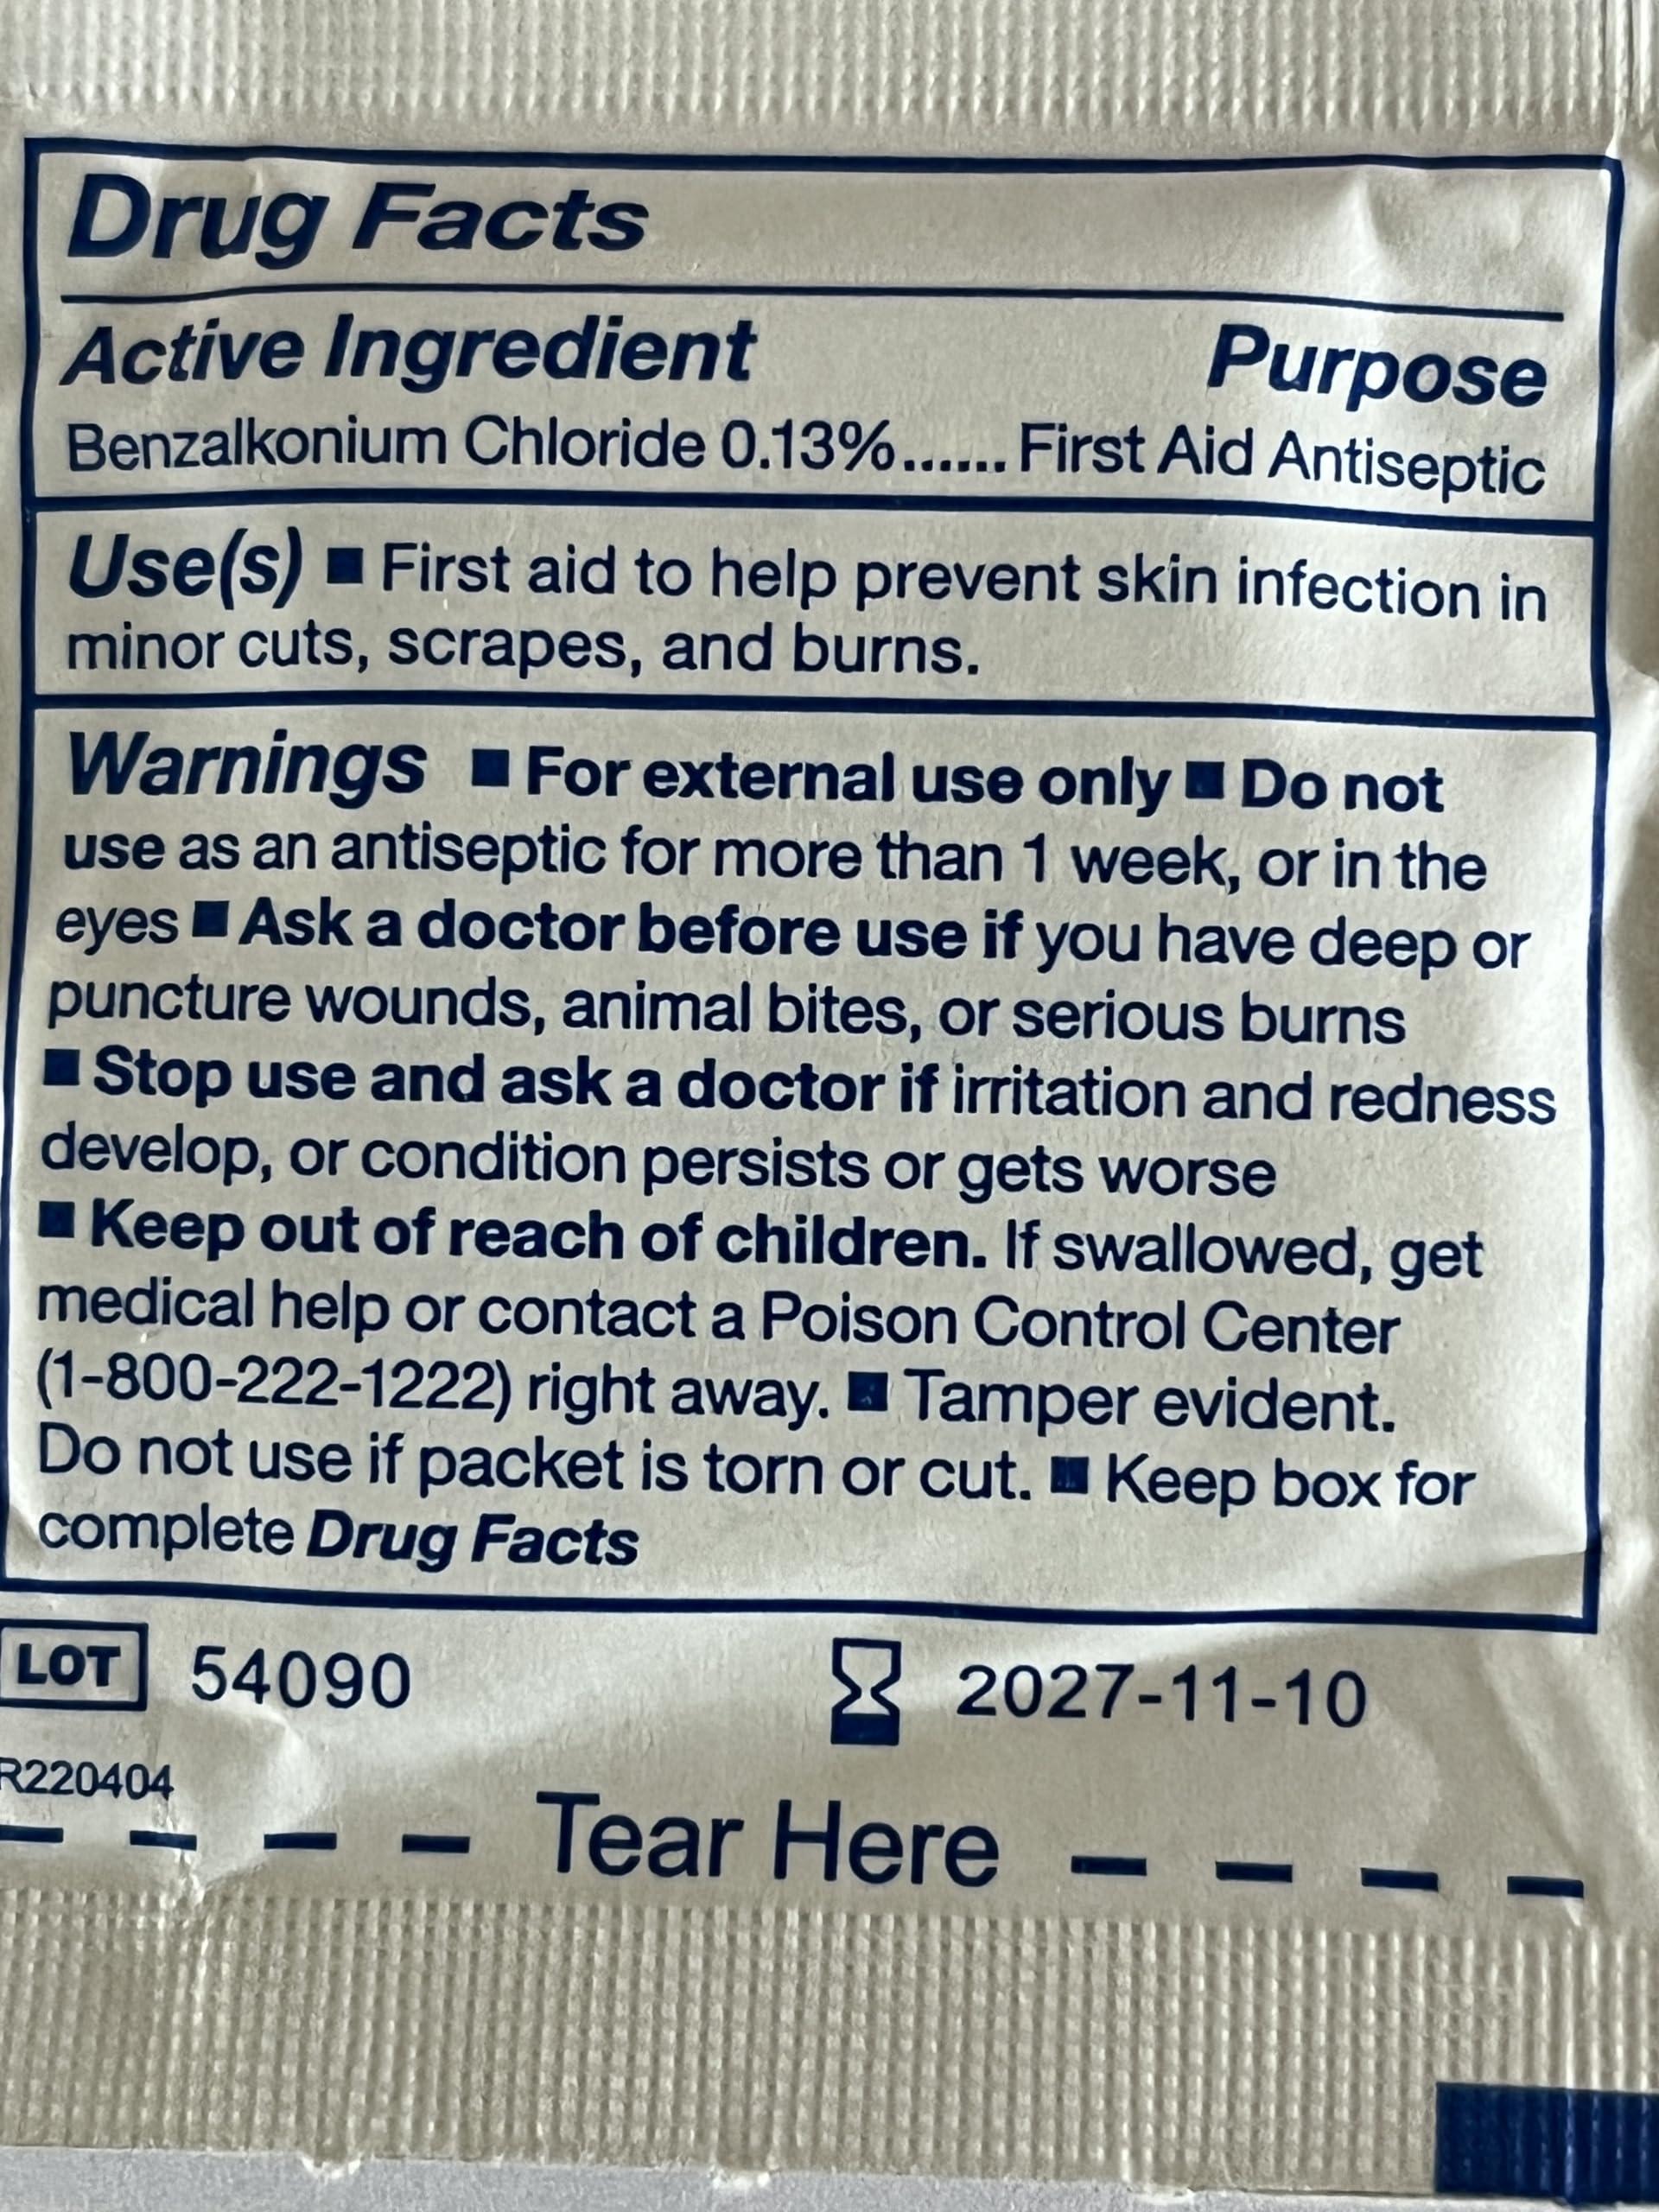 Drug Facts
Active Ingredient Purpose
Benzalkonium Chloride 0.13%...... First Aid Antiseptic
Use(s) ■ First aid to help prevent skin infection in
minor cuts, scrapes, and burns.
Warnings ■ For external use only ■ Do not
use as an antiseptic for more than 1 week, or in the
eyes ■ Ask a doctor before use if you have deep or
puncture wounds, animal bites, or serious burns
■ Stop use and ask a doctor if irritation and redness
develop, or condition persists or gets worse
■ Keep out of reach of children. If swallowed, get
medical help or contact a Poison Control Center
(1-800-222-1222) right away. ■ Tamper evident.
Do not use if packet is torn or cut. ■ Keep box for
complete Drug Facts
LOT 54090 2027-11-10
R220404
Tear Here